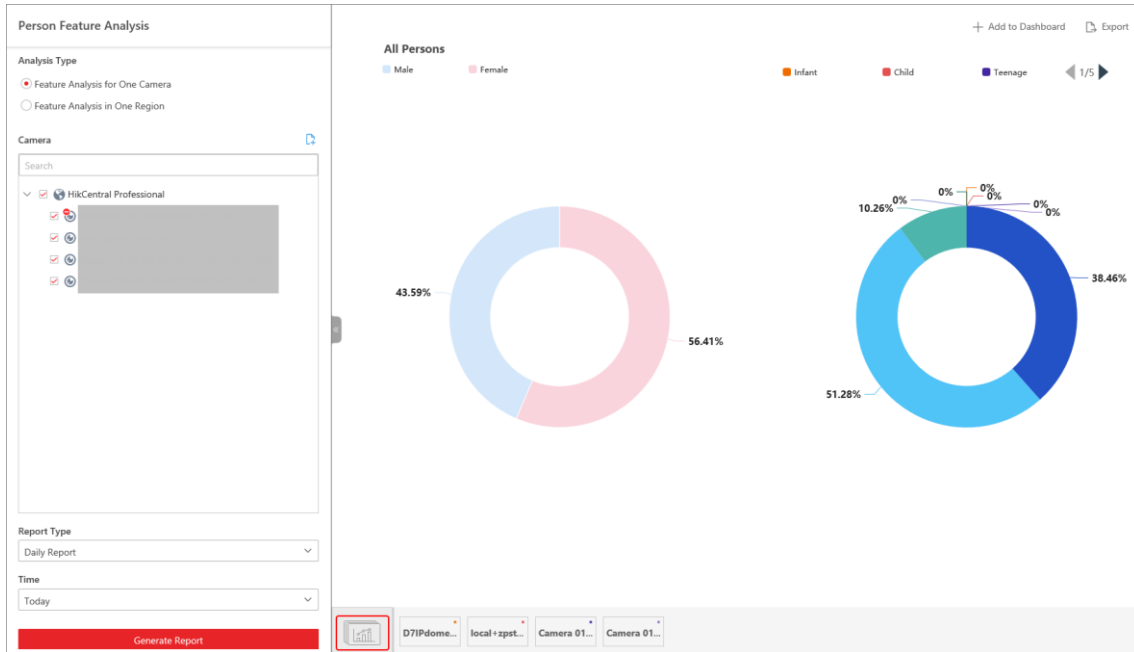 Person Feature Analysis
Analysis Type
Feature Analysis for One Camera
Feature Analysis in One Region
Camera
Search
HikCentral Professional
Report Type
Daily Report
Time
Today
Generate Report
Add to Dashboard
Export
All Persons
Male Female
Infant Child Teenage 1/5
43.59%
56.41%
0%
0%
0%
0%
0%
0%
10.26%
38.46%
51.28%
D7IPdome... local+zpst... Camera 01... Camera 01...